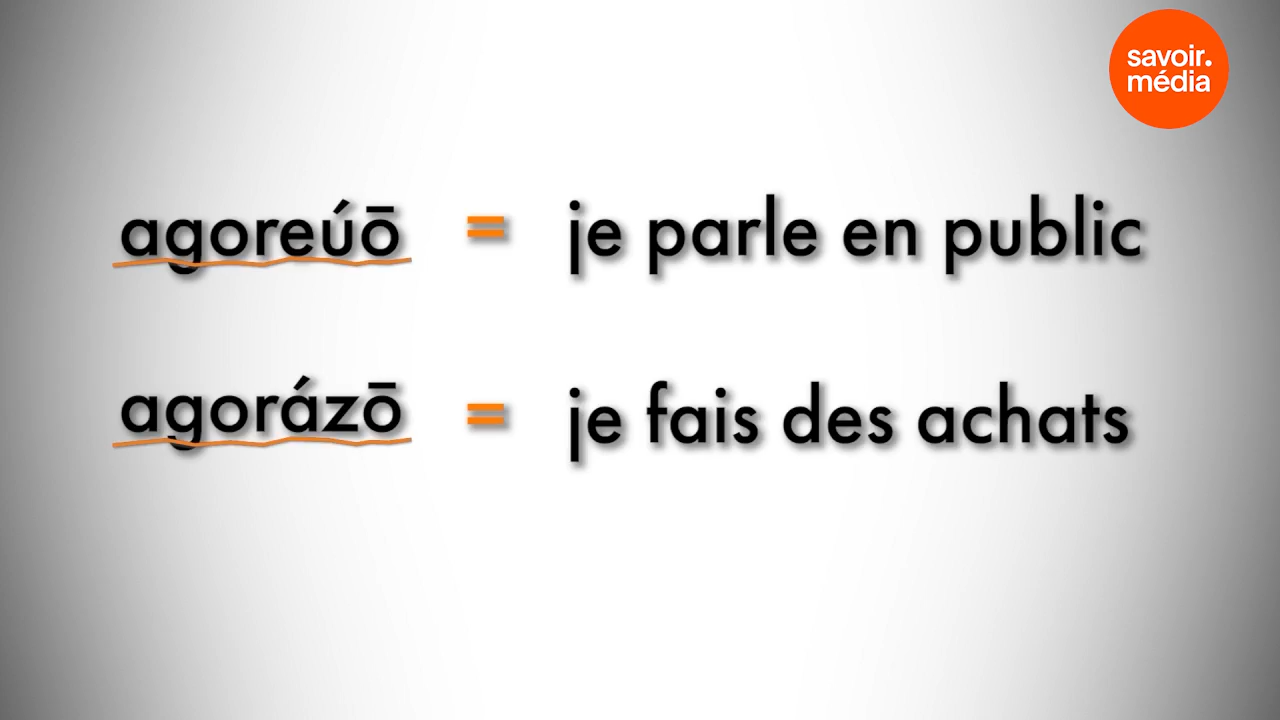 savoir.
média
agoreúō = je parle en public
agorázō = je fais des achats